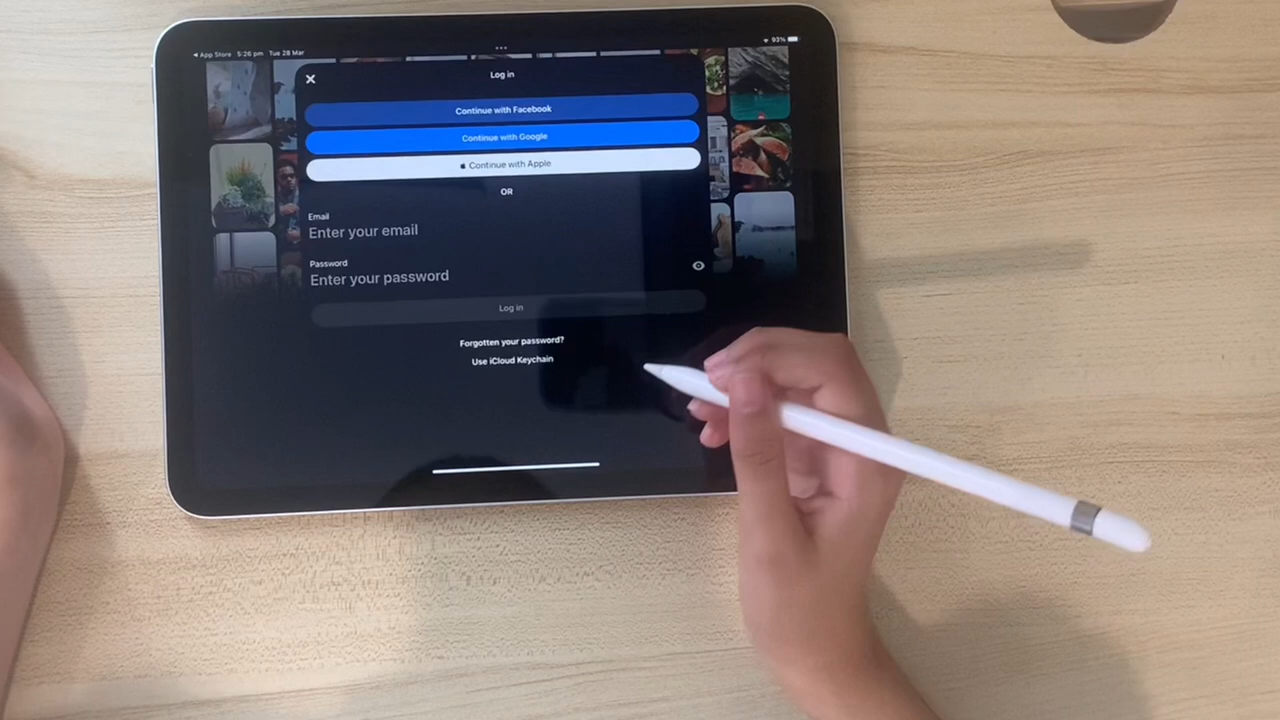 ◀ App Store 5:26 pm Tue 28 Mar
93%
Log in
Continue with Facebook
Continue with Google
Continue with Apple
OR
Email
Enter your email
Password
Enter your password
Log in
Forgotten your password?
Use iCloud Keychain